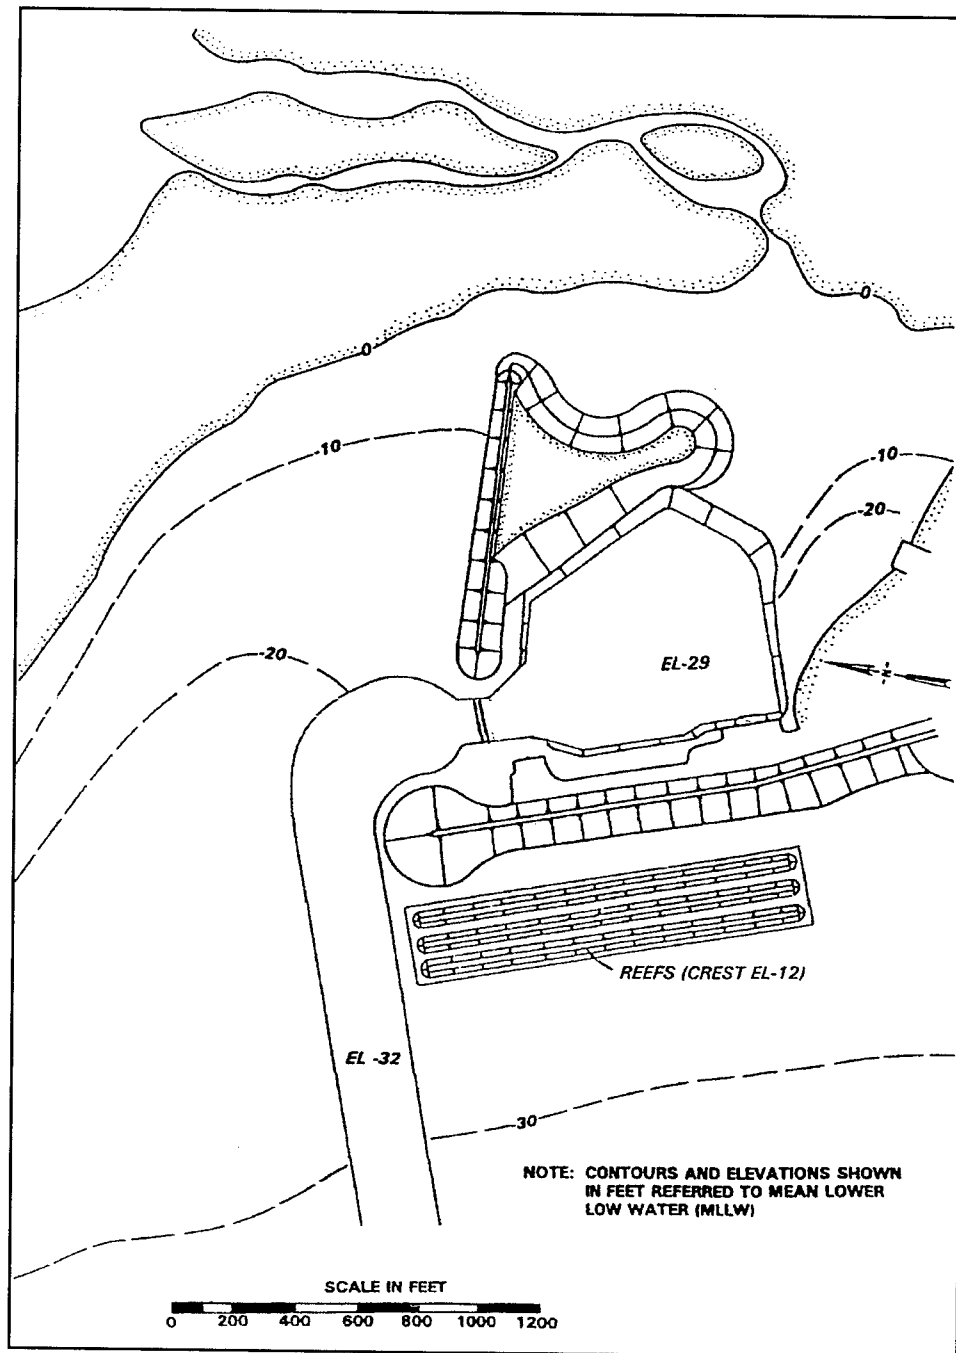 0
0
-10
-10
-20
EL-29
-20
N
REEFS (CREST EL-12)
EL -32
-30
NOTE: CONTOURS AND ELEVATIONS SHOWN
IN FEET REFERRED TO MEAN LOWER
LOW WATER (MLLW)
SCALE IN FEET
0 200 400 600 800 1000 1200